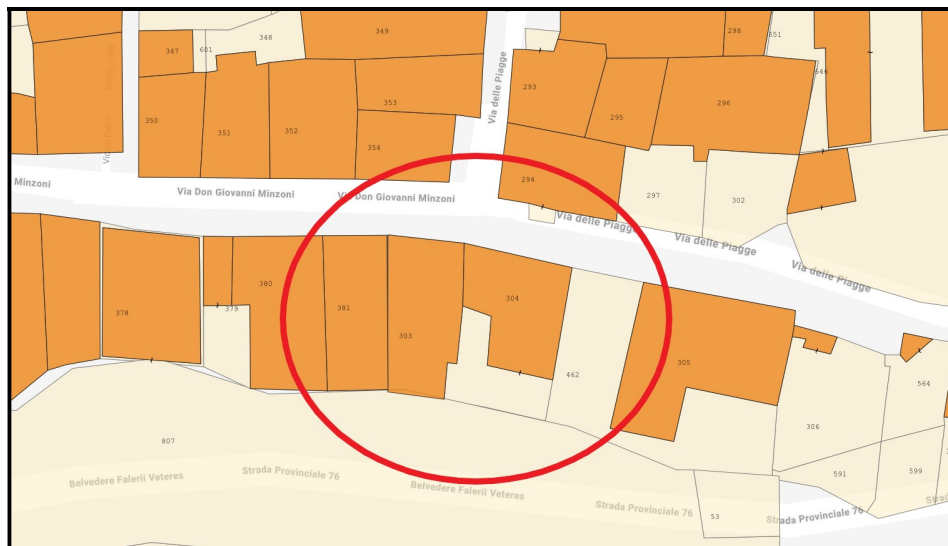 348
349
298
651
347
601
646
293
353
296
295
350
351
352
354
Via delle Piagge
294
297
302
Minzoni
Via Don Giovanni Minzoni
Via Don Giovanni Minzoni
Via delle Piagge
Via delle Piagge
Via delle Piagge
380
304
381
379
378
303
305
462
564
306
807
591
599
Belvedere Falerii Veteres
Strada Provinciale 76
Belvedere Falerii Veteres
Strada Provinciale 76
53
Strada Provinciale 76